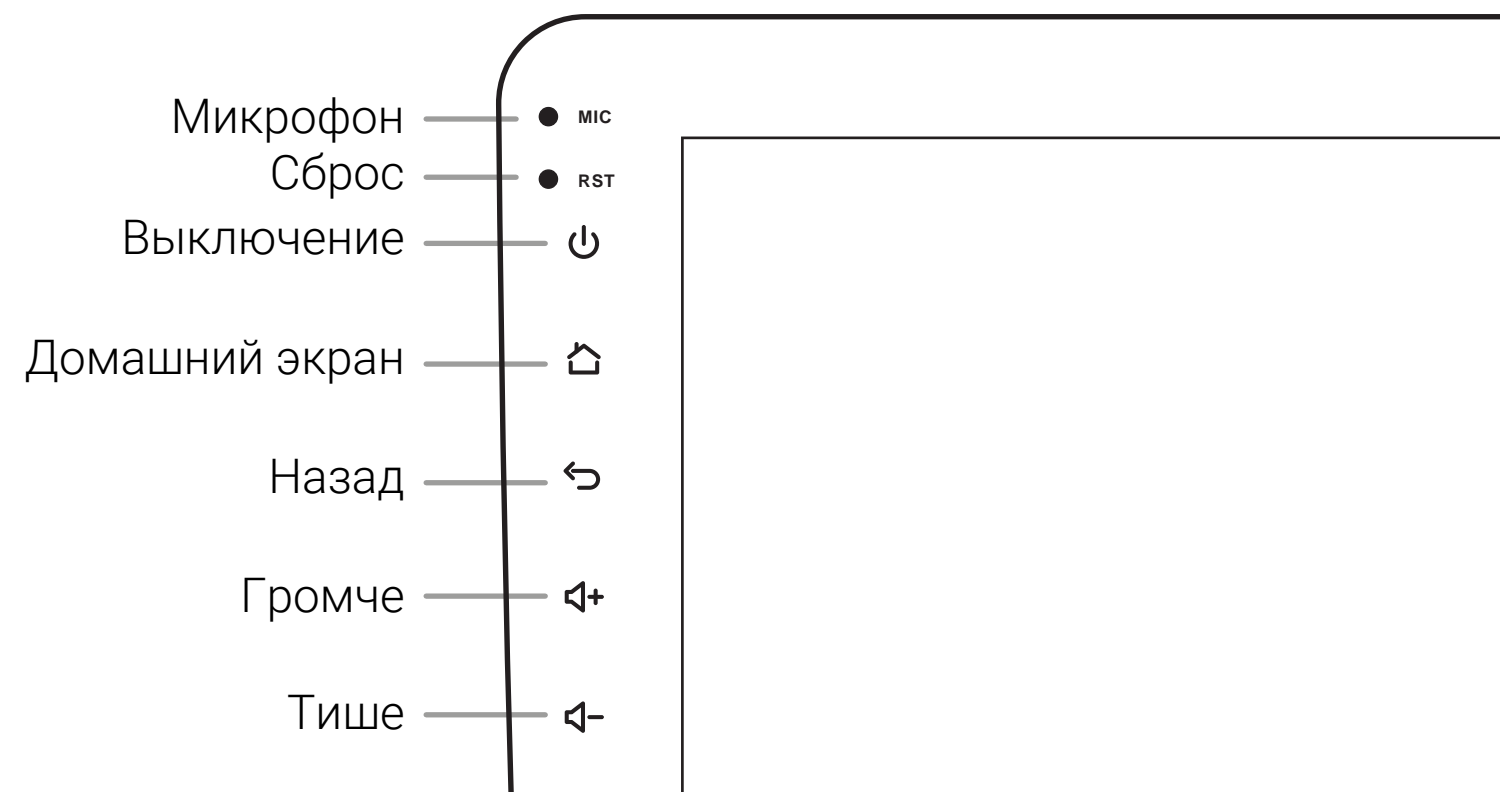 Микрофон MIC
Сброс RST
Выключение
Домашний экран
Назад
Громче
Тише